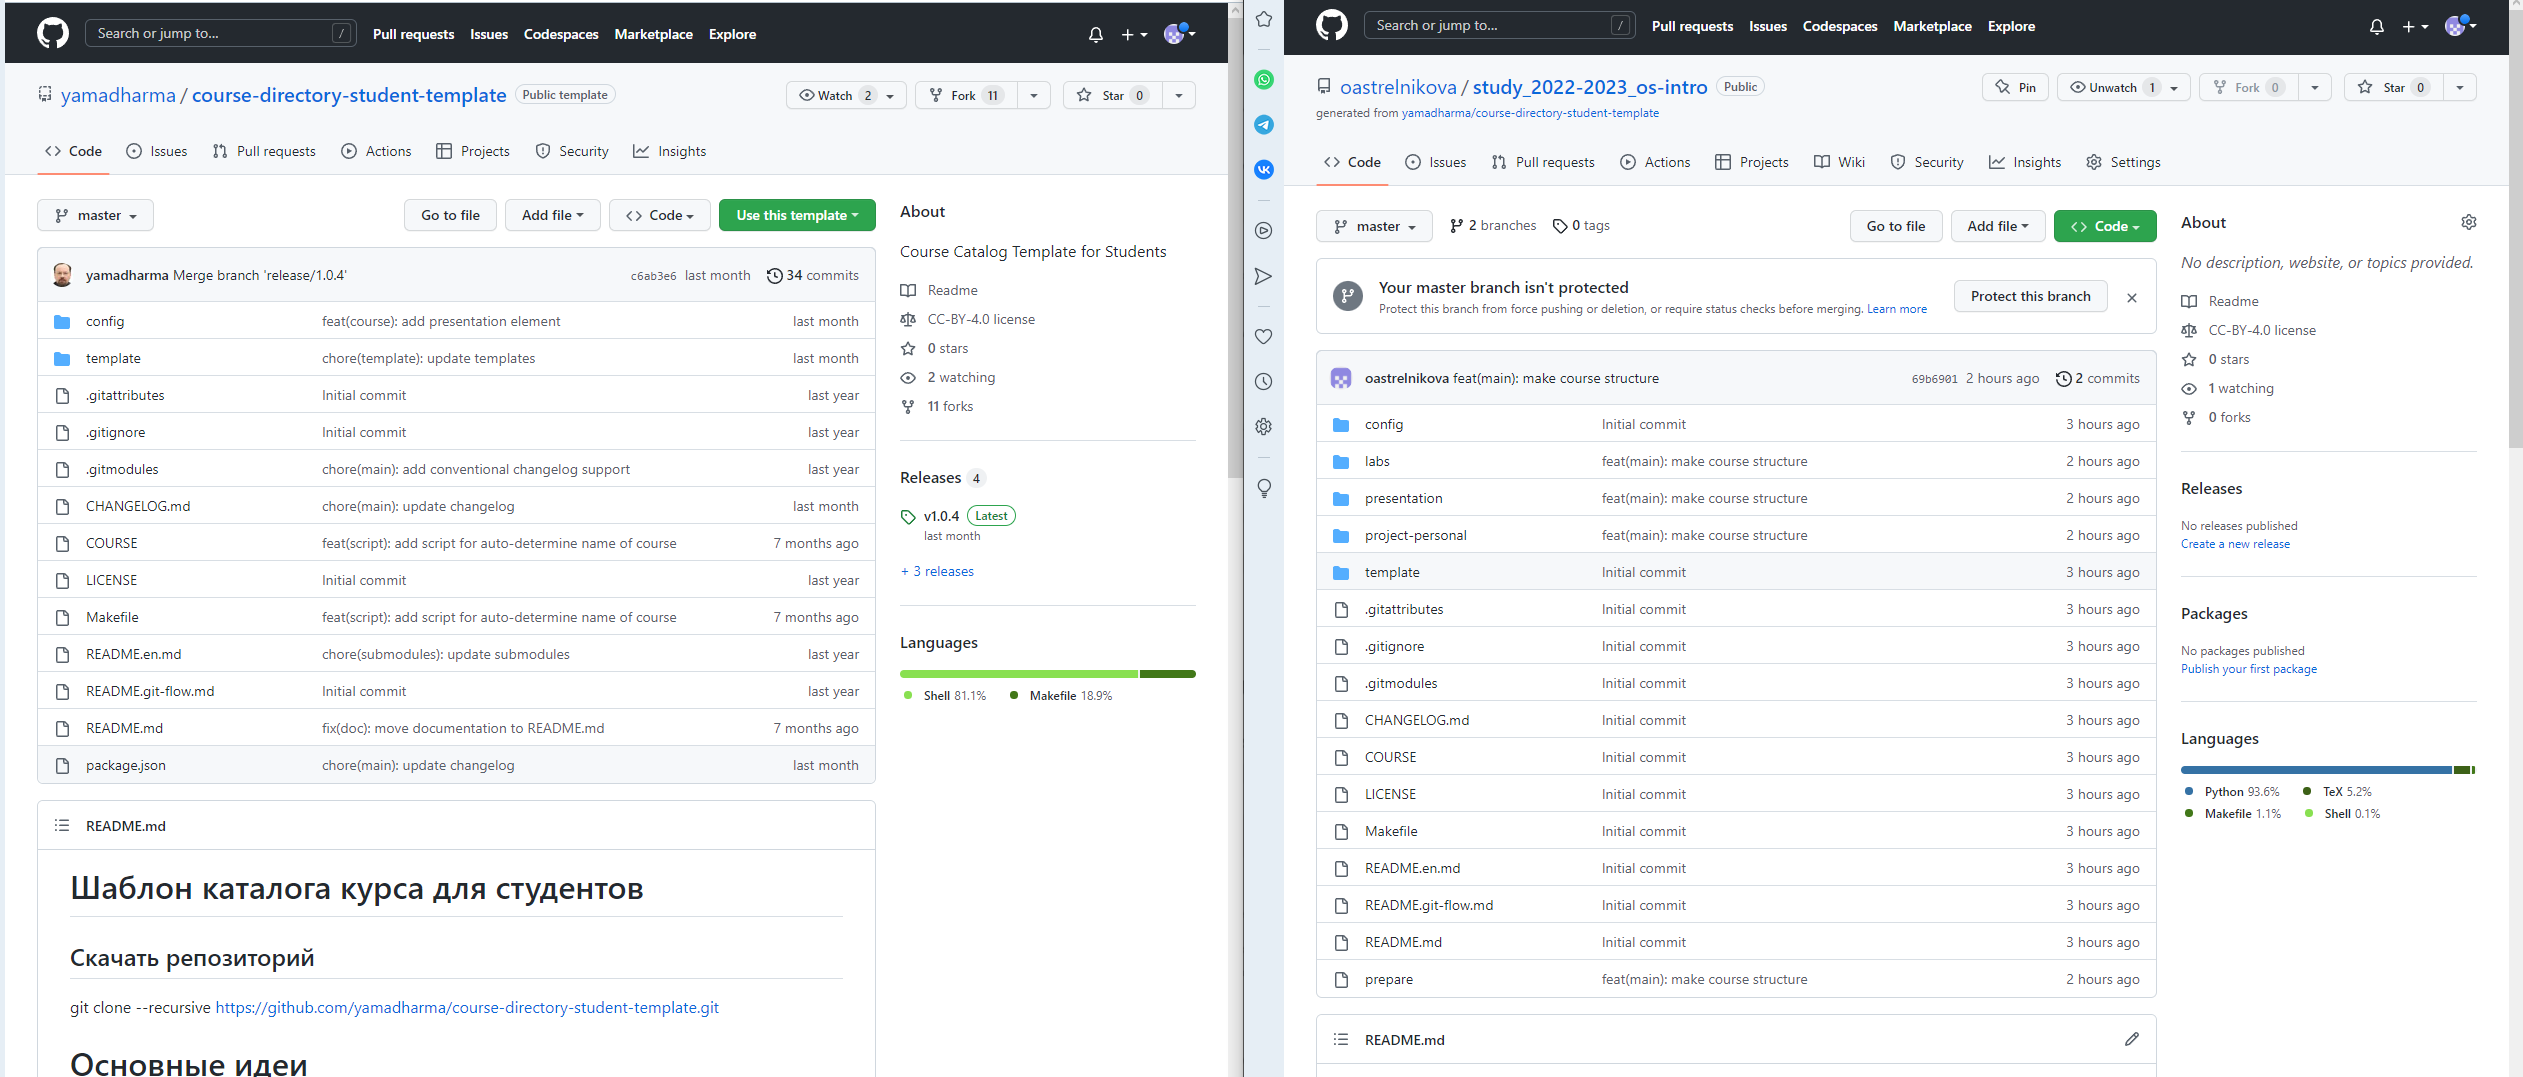 Search or jump to... /
Pull requests Issues Codespaces Marketplace Explore
yamadharma / course-directory-student-template Public template
Watch 2 Fork 11 Star 0
Code Issues Pull requests Actions Projects Security Insights
master Go to file Add file Code Use this template
yamadharma Merge branch 'release/1.0.4' c6ab3e6 last month 34 commits
config feat(course): add presentation element last month
template chore(template): update templates last month
.gitattributes Initial commit last year
.gitignore Initial commit last year
.gitmodules chore(main): add conventional changelog support last year
CHANGELOG.md chore(main): update changelog last month
COURSE feat(script): add script for auto-determine name of course 7 months ago
LICENSE Initial commit last year
Makefile feat(script): add script for auto-determine name of course 7 months ago
README.en.md chore(submodules): update submodules last year
README.git-flow.md Initial commit last year
README.md fix(doc): move documentation to README.md 7 months ago
package.json chore(main): update changelog last month
README.md
Шаблон каталога курса для студентов
Скачать репозиторий
git clone --recursive https://github.com/yamadharma/course-directory-student-template.git
Основные идеи
About
Course Catalog Template for Students
Readme
CC-BY-4.0 license
0 stars
2 watching
11 forks
Releases 4
v1.0.4 Latest
last month
+ 3 releases
Languages
Shell 81.1% Makefile 18.9%
Search or jump to... /
Pull requests Issues Codespaces Marketplace Explore
oastrelnikova / study_2022-2023_os-intro Public
Pin Unwatch 1 Fork 0 Star 0
generated from yamadharma/course-directory-student-template
Code Issues Pull requests Actions Projects Wiki Security Insights Settings
master 2 branches 0 tags Go to file Add file Code
Your master branch isn't protected
Protect this branch from force pushing or deletion, or require status checks before merging. Learn more
Protect this branch
oastrelnikova feat(main): make course structure 69b6901 2 hours ago 2 commits
config Initial commit 3 hours ago
labs feat(main): make course structure 2 hours ago
presentation feat(main): make course structure 2 hours ago
project-personal feat(main): make course structure 2 hours ago
template Initial commit 3 hours ago
.gitattributes Initial commit 3 hours ago
.gitignore Initial commit 3 hours ago
.gitmodules Initial commit 3 hours ago
CHANGELOG.md Initial commit 3 hours ago
COURSE Initial commit 3 hours ago
LICENSE Initial commit 3 hours ago
Makefile Initial commit 3 hours ago
README.en.md Initial commit 3 hours ago
README.git-flow.md Initial commit 3 hours ago
README.md Initial commit 3 hours ago
prepare feat(main): make course structure 2 hours ago
README.md
About
No description, website, or topics provided.
Readme
CC-BY-4.0 license
0 stars
1 watching
0 forks
Releases
No releases published
Create a new release
Packages
No packages published
Publish your first package
Languages
Python 93.6% TeX 5.2%
Makefile 1.1% Shell 0.1%